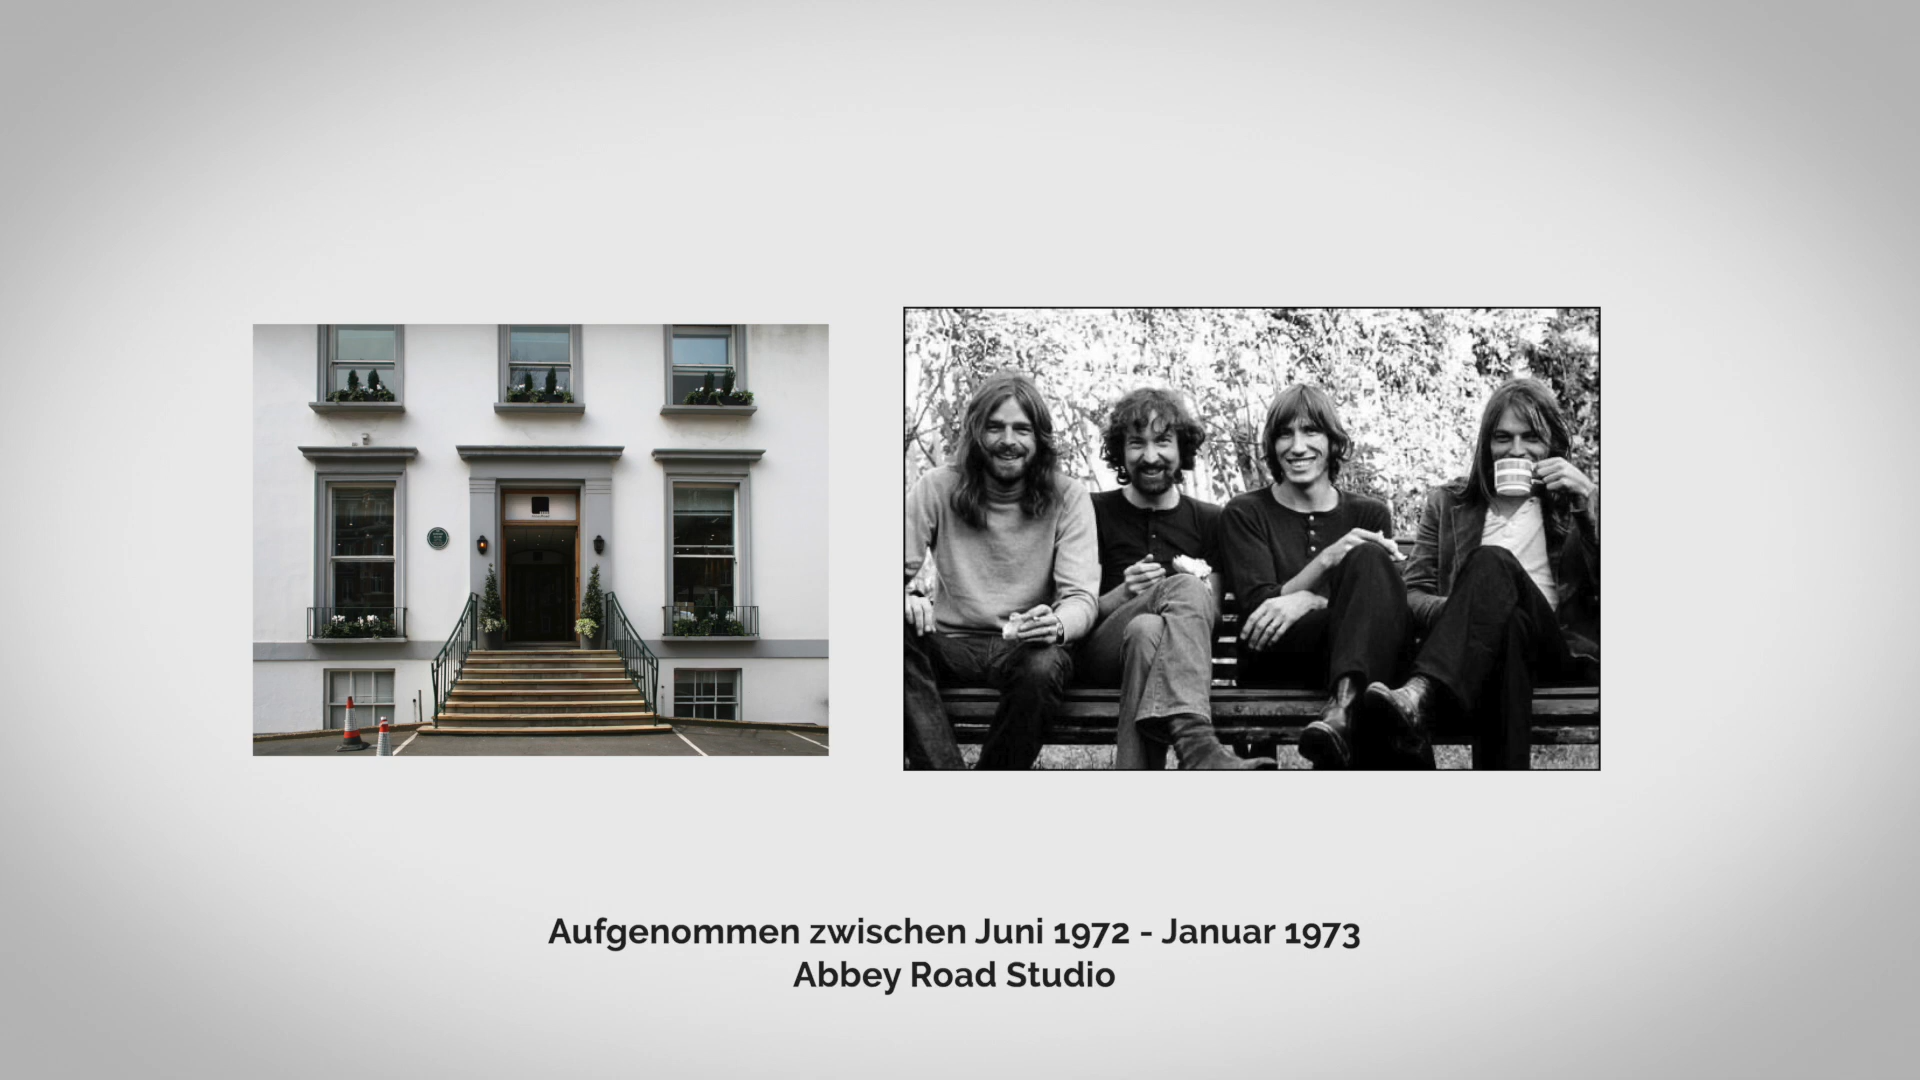 Aufgenommen zwischen Juni 1972 - Januar 1973
Abbey Road Studio